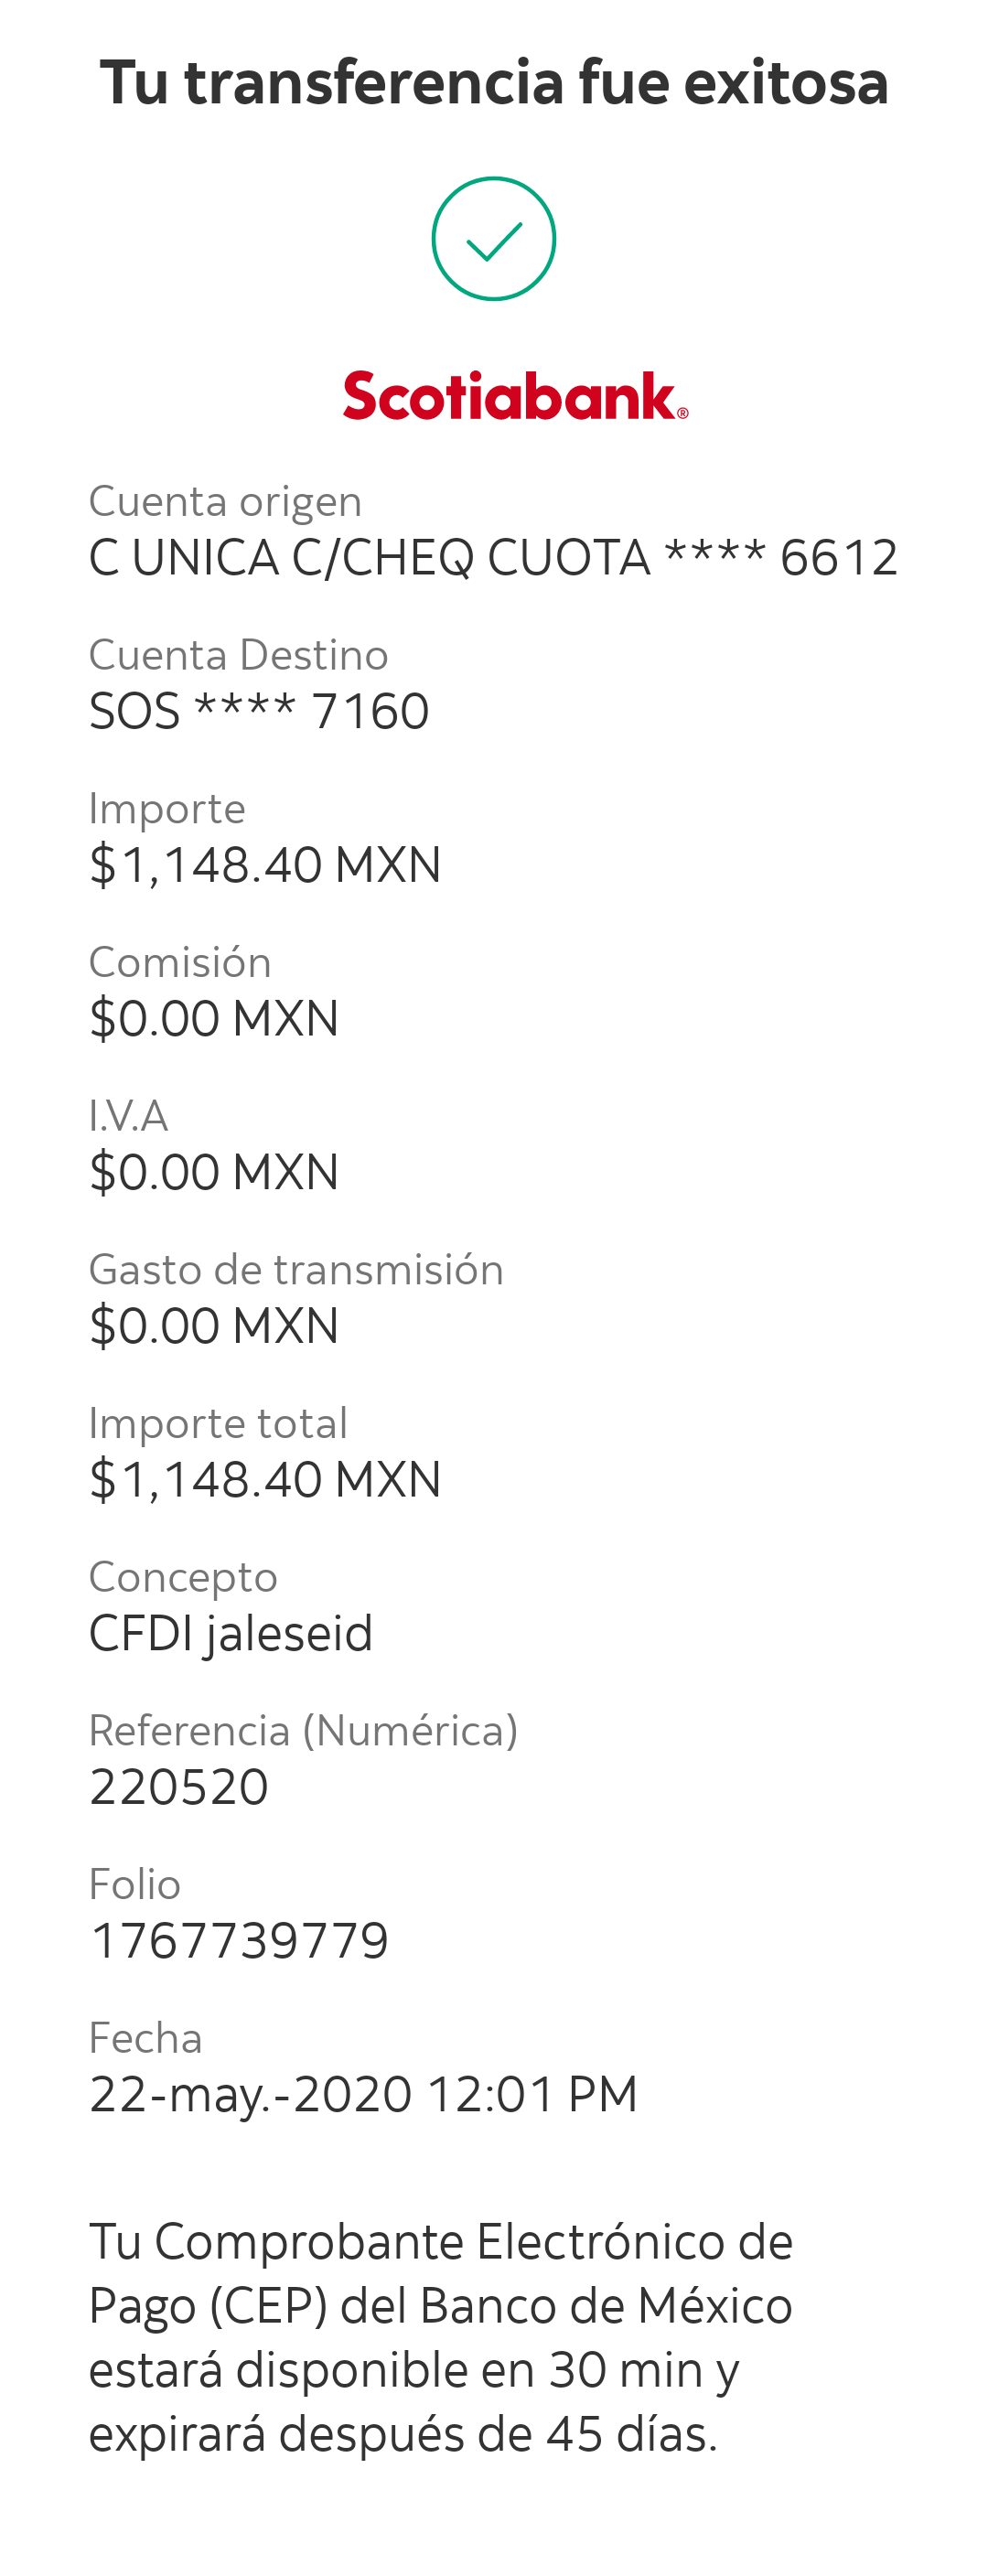 Tu transferencia fue exitosa
Scotiabank®
Cuenta origen
C UNICA C/CHEQ CUOTA **** 6612
Cuenta Destino
SOS **** 7160
Importe
$1,148.40 MXN
Comisión
$0.00 MXN
I.V.A
$0.00 MXN
Gasto de transmisión
$0.00 MXN
Importe total
$1,148.40 MXN
Concepto
CFDI jaleseid
Referencia (Numérica)
220520
Folio
1767739779
Fecha
22-may.-2020 12:01 PM
Tu Comprobante Electrónico de
Pago (CEP) del Banco de México
estará disponible en 30 min y
expirará después de 45 días.